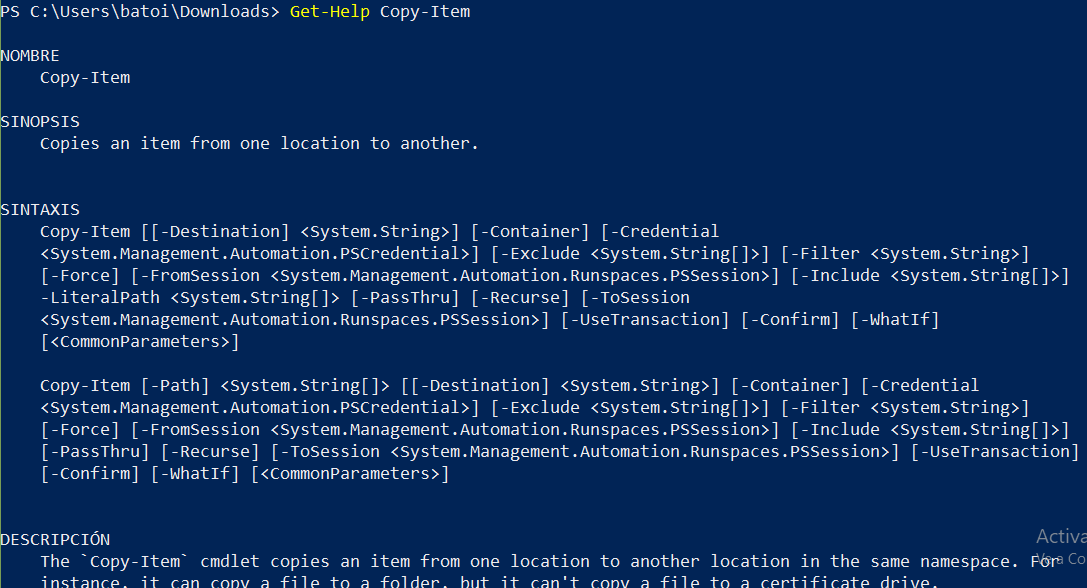 PS C:\Users\batoi\Downloads> Get-Help Copy-Item
NOMBRE
Copy-Item
SINOPSIS
Copies an item from one location to another.
SINTAXIS
Copy-Item [[-Destination] <System.String>] [-Container] [-Credential
<System.Management.Automation.PSCredential>] [-Exclude <System.String[]>] [-Filter <System.String>]
[-Force] [-FromSession <System.Management.Automation.Runspaces.PSSession>] [-Include <System.String[]>]
-LiteralPath <System.String[]> [-PassThru] [-Recurse] [-ToSession
<System.Management.Automation.Runspaces.PSSession>] [-UseTransaction] [-Confirm] [-WhatIf]
[<CommonParameters>]
Copy-Item [-Path] <System.String[]> [[-Destination] <System.String>] [-Container] [-Credential
<System.Management.Automation.PSCredential>] [-Exclude <System.String[]>] [-Filter <System.String>]
[-Force] [-FromSession <System.Management.Automation.Runspaces.PSSession>] [-Include <System.String[]>]
[-PassThru] [-Recurse] [-ToSession <System.Management.Automation.Runspaces.PSSession>] [-UseTransaction]
[-Confirm] [-WhatIf] [<CommonParameters>]
DESCRIPCIÓN
Activa
The `Copy-Item` cmdlet copies an item from one location to another location in the same namespace. For
instance, it can copy a file to a folder, but it can't copy a file to a certificate drive.